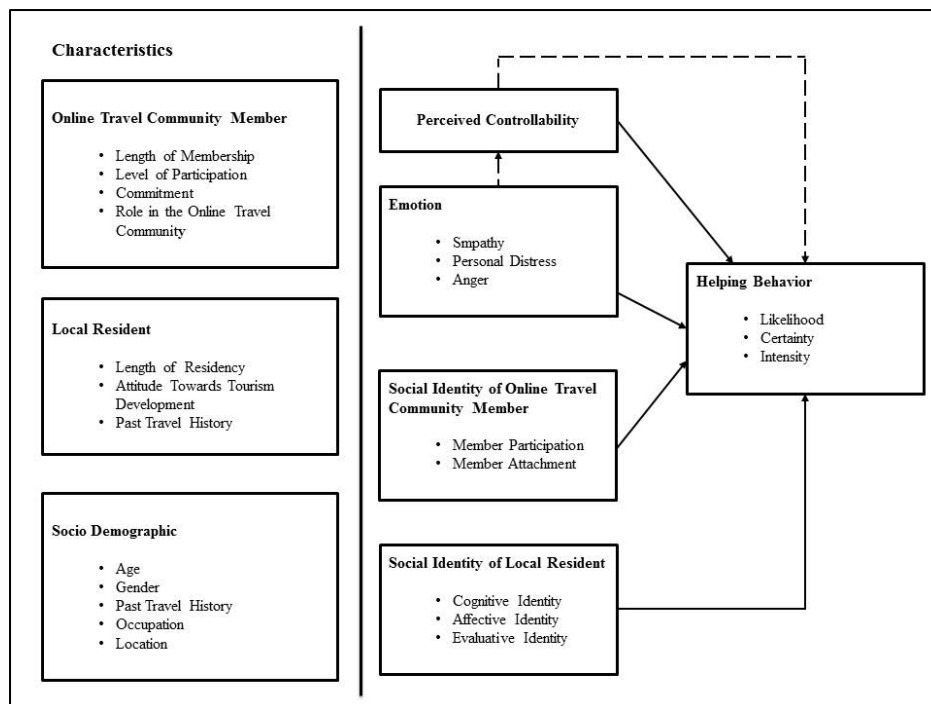 Characteristics
Online Travel Community Member
• Length of Membership
• Level of Participation
• Commitment
• Role in the Online Travel
Community
Local Resident
• Length of Residency
• Attitude Towards Tourism
Development
• Past Travel History
Socio Demographic
• Age
• Gender
• Past Travel History
• Occupation
• Location
Perceived Controllability
Emotion
• Smpathy
• Personal Distress
• Anger
Social Identity of Online Travel
Community Member
• Member Participation
• Member Attachment
Social Identity of Local Resident
• Cognitive Identity
• Affective Identity
• Evaluative Identity
Helping Behavior
• Likelihood
• Certainty
• Intensity